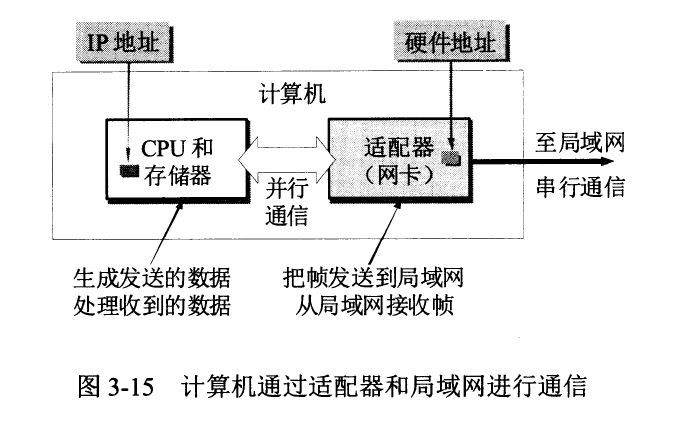 IP 地址
硬件地址
计算机
CPU 和
存储器
适配器
（网卡）
并行
通信
至局域网
串行通信
生成发送的数据
处理收到的数据
把帧发送到局域网
从局域网接收帧
图 3-15 计算机通过适配器和局域网进行通信